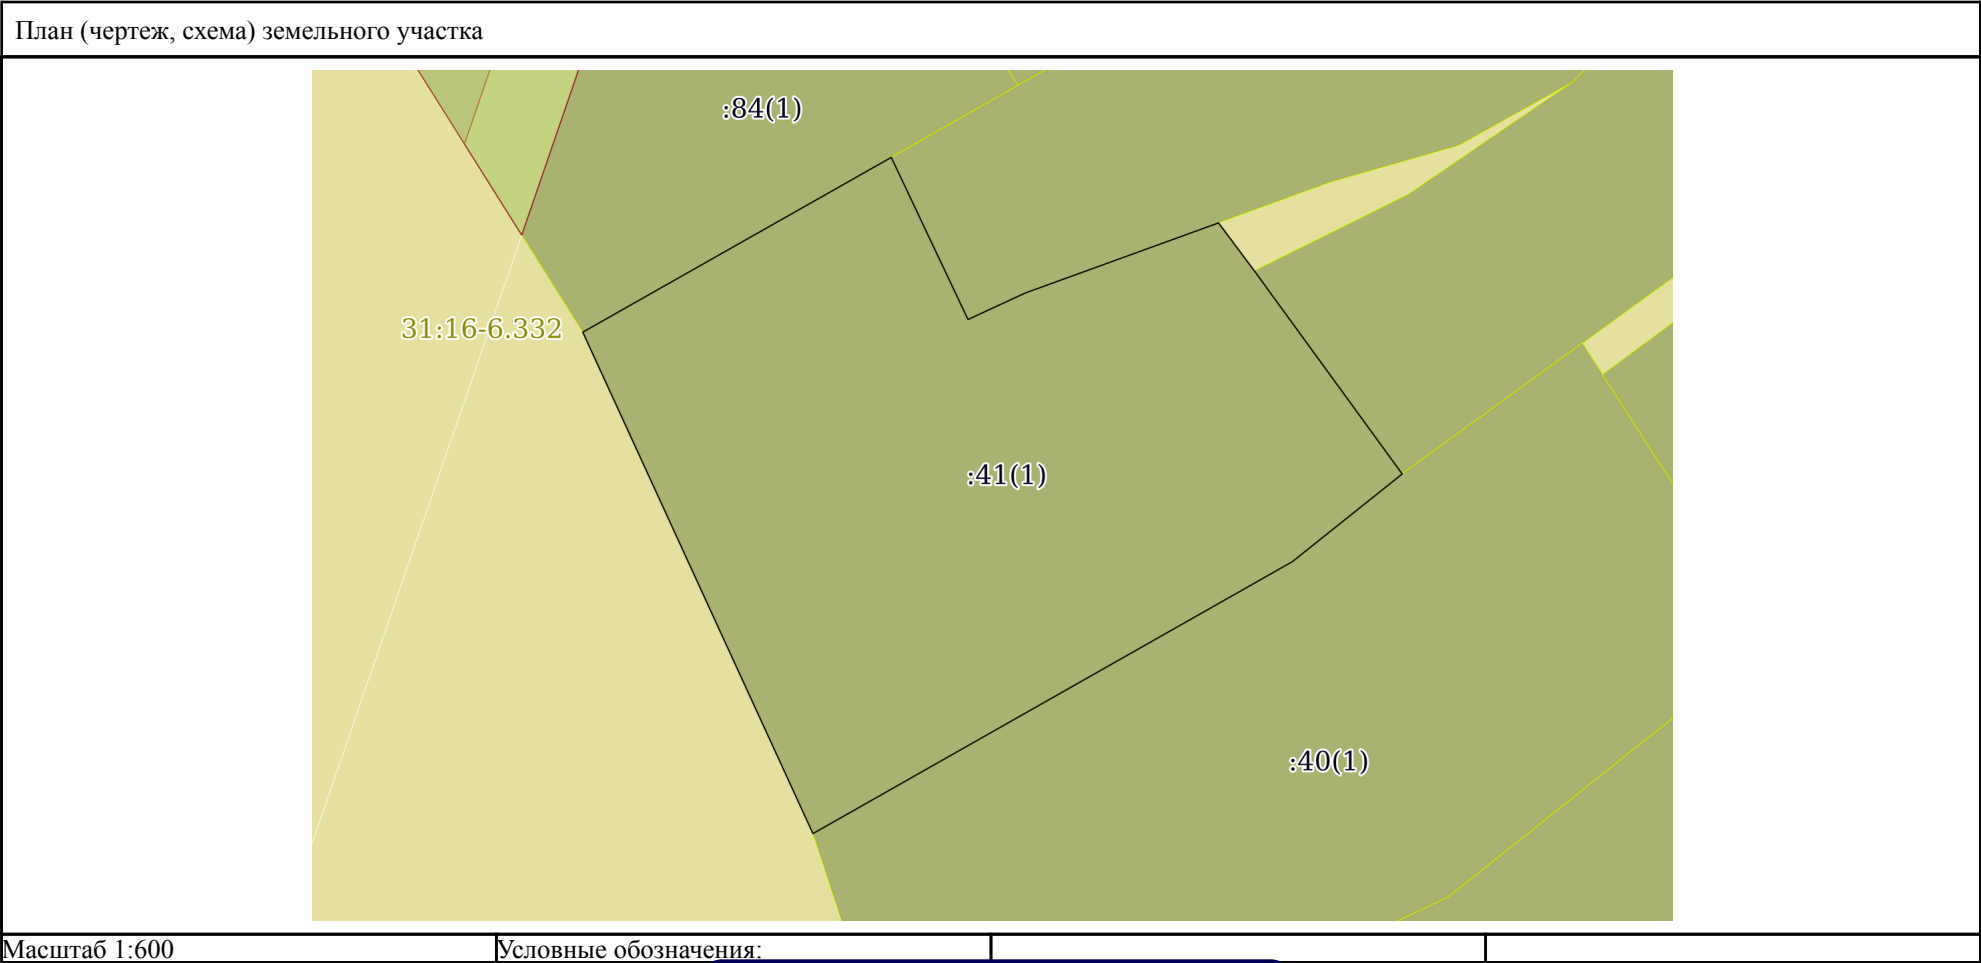 План (чертеж, схема) земельного участка
:84(1)
31:16-6.332
:41(1)
:40(1)
Масштаб 1:600
Условные обозначения: